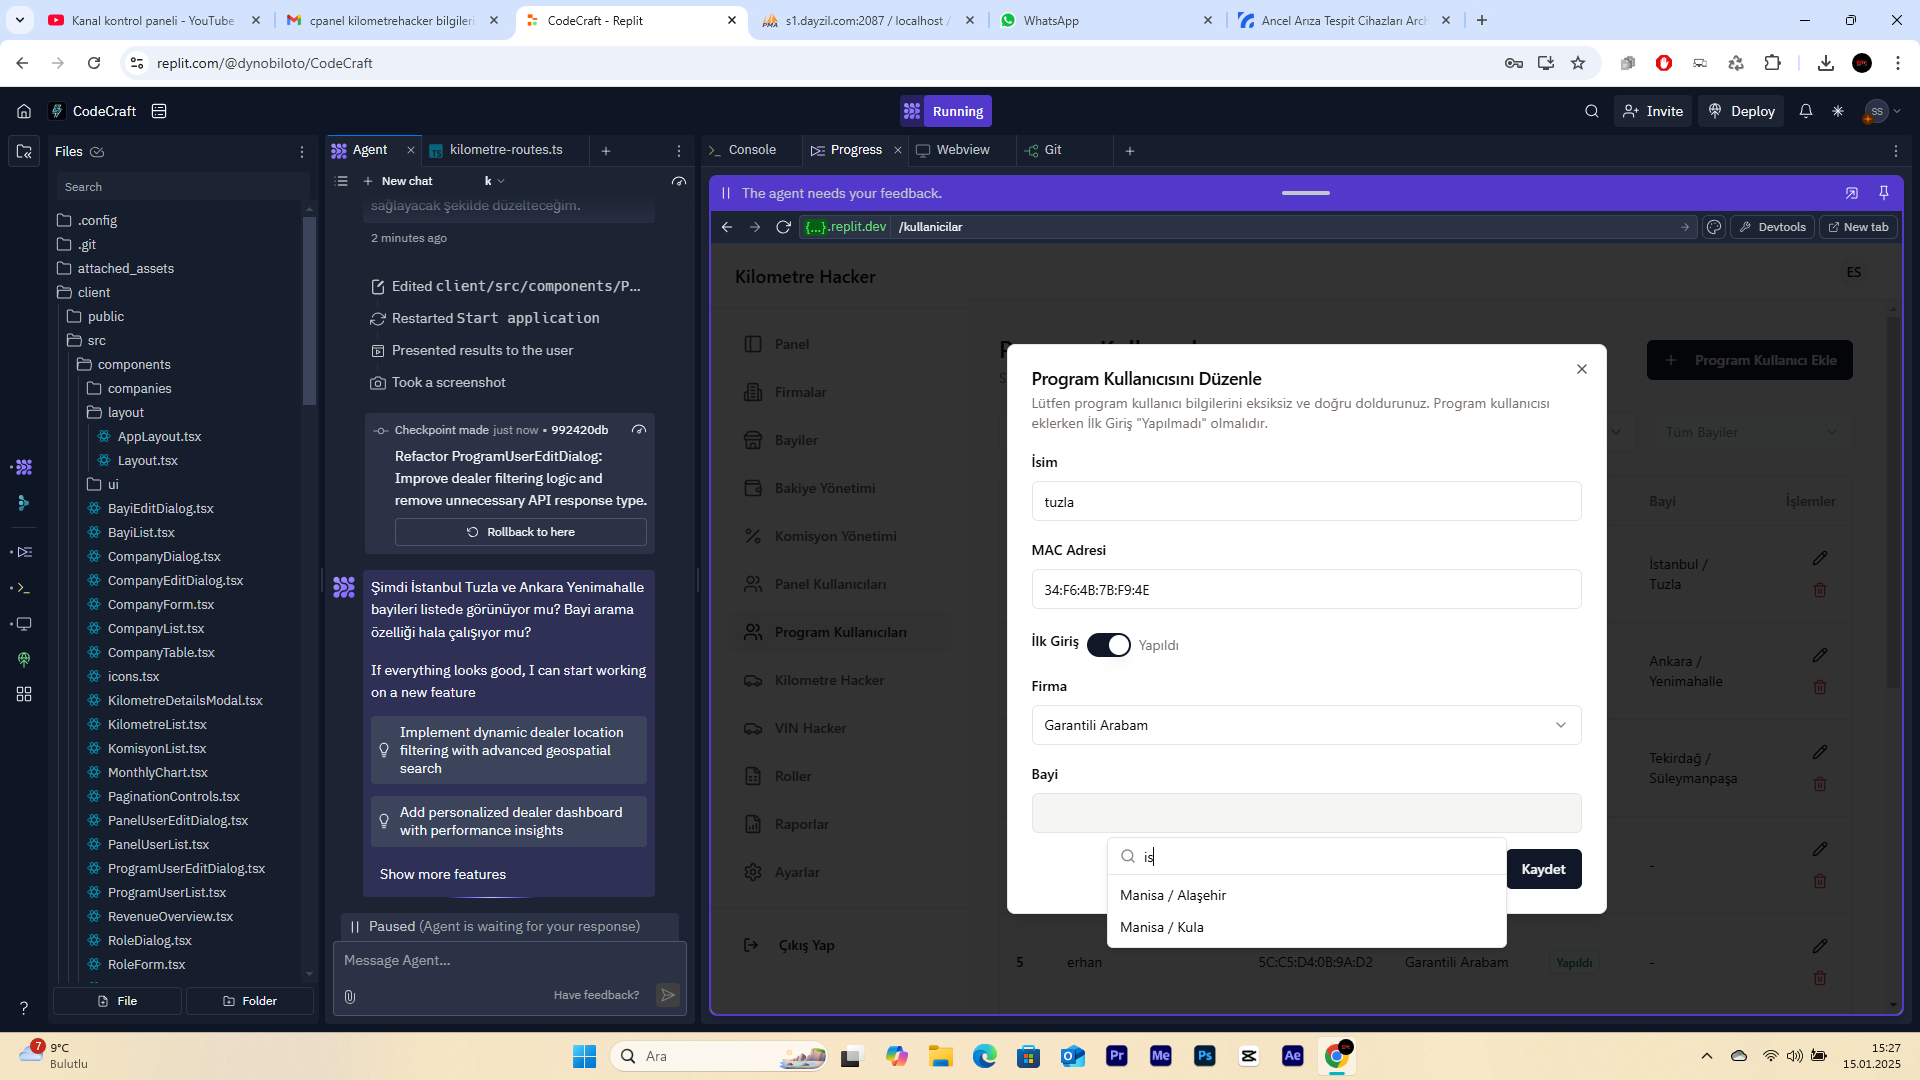 Kanal kontrol paneli - YouTube
cpanel kilometrehacker bilgileri
CodeCraft - Replit
s1.dayzil.com:2087 / localhost /
WhatsApp
Ancel Arıza Tespit Cihazları Arch
replit.com/@dynobiloto/CodeCraft
CodeCraft
Running
Invite
Deploy
SS
Files
Search
.config
.git
attached_assets
client
public
src
components
companies
layout
AppLayout.tsx
Layout.tsx
ui
BayiEditDialog.tsx
BayiList.tsx
CompanyDialog.tsx
CompanyEditDialog.tsx
CompanyForm.tsx
CompanyList.tsx
CompanyTable.tsx
icons.tsx
KilometreDetailsModal.tsx
KilometreList.tsx
KomisyonList.tsx
MonthlyChart.tsx
PaginationControls.tsx
PanelUserEditDialog.tsx
PanelUserList.tsx
ProgramUserEditDialog.tsx
ProgramUserList.tsx
RevenueOverview.tsx
RoleDialog.tsx
RoleForm.tsx
File
Folder
Agent
kilometre-routes.ts
New chat
k
sağlayacak şekilde düzelteceğim.
2 minutes ago
Edited client/src/components/P...
Restarted Start application
Presented results to the user
Took a screenshot
Checkpoint made just now • 992420db
Refactor ProgramUserEditDialog:
Improve dealer filtering logic and
remove unnecessary API response type.
Rollback to here
Şimdi İstanbul Tuzla ve Ankara Yenimahalle
bayileri listede görünüyor mu? Bayi arama
özelliği hala çalışıyor mu?
If everything looks good, I can start working
on a new feature
Implement dynamic dealer location
filtering with advanced geospatial
search
Add personalized dealer dashboard
with performance insights
Show more features
Paused (Agent is waiting for your response)
Message Agent...
Have feedback?
Console
Progress
Webview
Git
The agent needs your feedback.
{...}.replit.dev
/kullanicilar
Devtools
New tab
Kilometre Hacker
ES
Panel
Firmalar
Bayiler
Bakiye Yönetimi
Komisyon Yönetimi
Panel Kullanıcıları
Program Kullanıcıları
Kilometre Hacker
VIN Hacker
Roller
Raporlar
Ayarlar
Çıkış Yap
Program Kullanıcı Ekle
Tüm Bayiler
Bayi
İşlemler
İstanbul /
Tuzla
Ankara /
Yenimahalle
Tekirdağ /
Süleymanpaşa
-
5
erhan
5C:C5:D4:0B:9A:D2
Garantili Arabam
Yapıldı
-
Program Kullanıcısını Düzenle
Lütfen program kullanıcı bilgilerini eksiksiz ve doğru doldurunuz. Program kullanıcısı
eklerken İlk Giriş "Yapılmadı" olmalıdır.
İsim
tuzla
MAC Adresi
34:F6:4B:7B:F9:4E
İlk Giriş
Yapıldı
Firma
Garantili Arabam
Bayi
is
Manisa / Alaşehir
Manisa / Kula
Kaydet
7
9°C
Bulutlu
Ara
15:27
15.01.2025